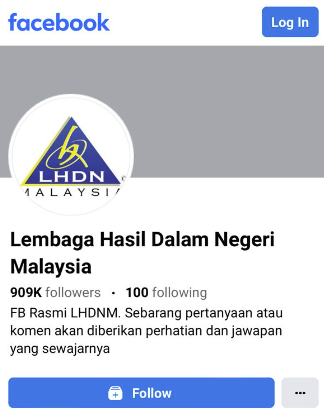 facebook
Log In
LHDN
MALAYSIA
Lembaga Hasil Dalam Negeri
Malaysia
909K followers • 100 following
FB Rasmi LHDNM. Sebarang pertanyaan atau
komen akan diberikan perhatian dan jawapan
yang sewajarnya
Follow